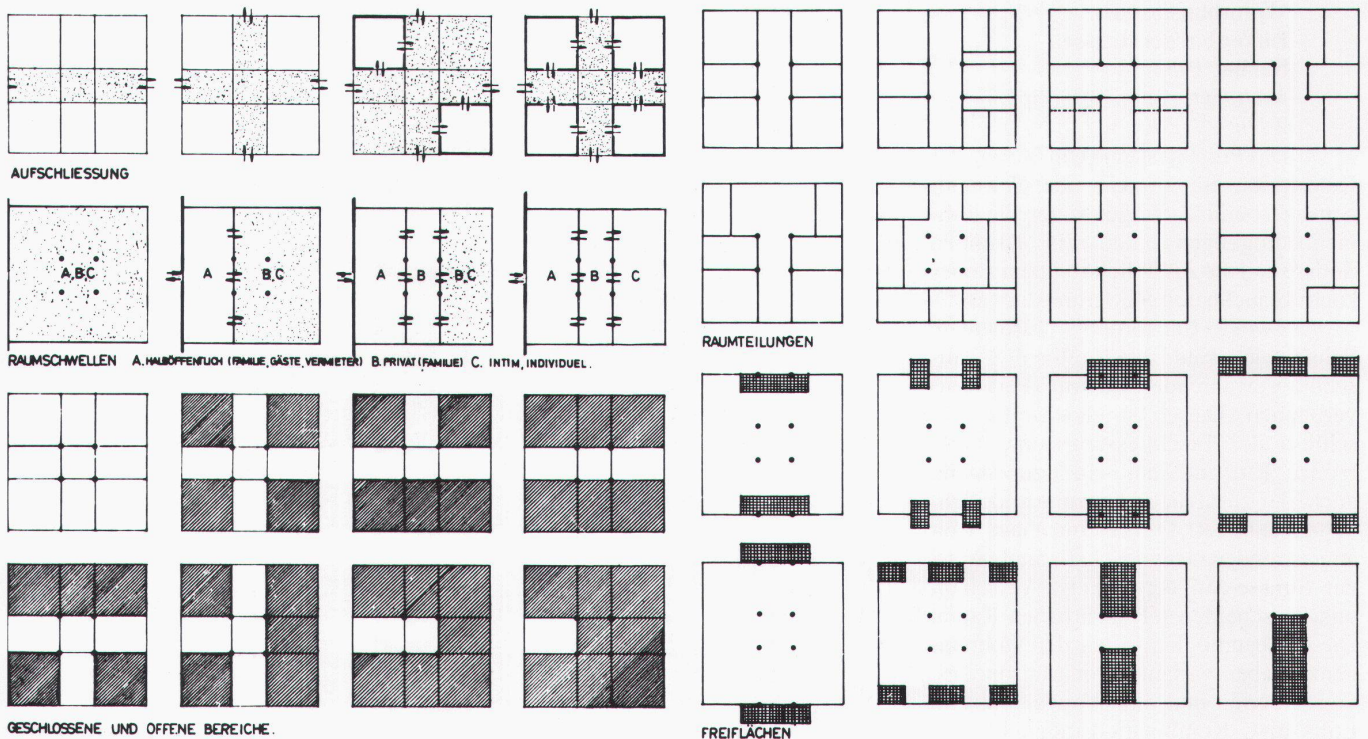 AUFSCHLIESSUNG
A,B,C
A
B,C
A
B
B,C
A
B
C
RAUMSCHWELLEN A. HALBÖFFENTLICH (FAMILIE, GÄSTE, VERMIETER) B. PRIVAT (FAMILIE) C. INTIM, INDIVIDUEL.
GESCHLOSSENE UND OFFENE BEREICHE.
RAUMTEILUNGEN
FREIFLÄCHEN